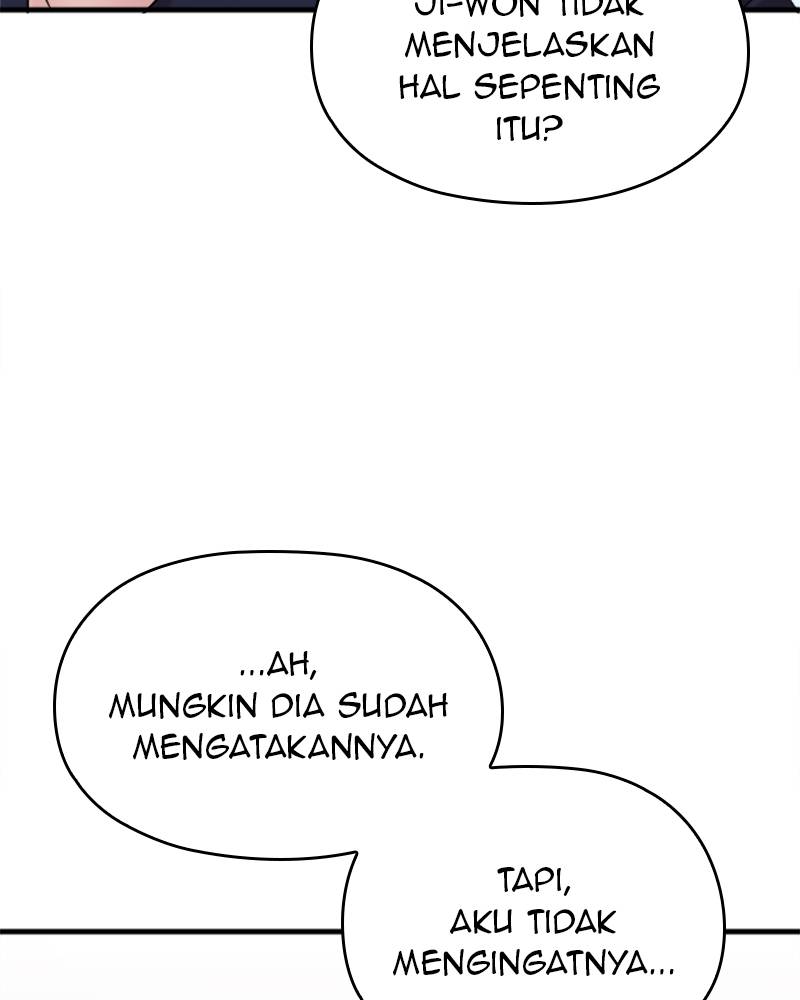 JI-WON TIDAK
MENJELASKAN
HAL SEPENTING
ITU?
...AH,
MUNGKIN DIA SUDAH
MENGATAKANNYA.
TAPI,
AKU TIDAK
MENGINGATNYA...